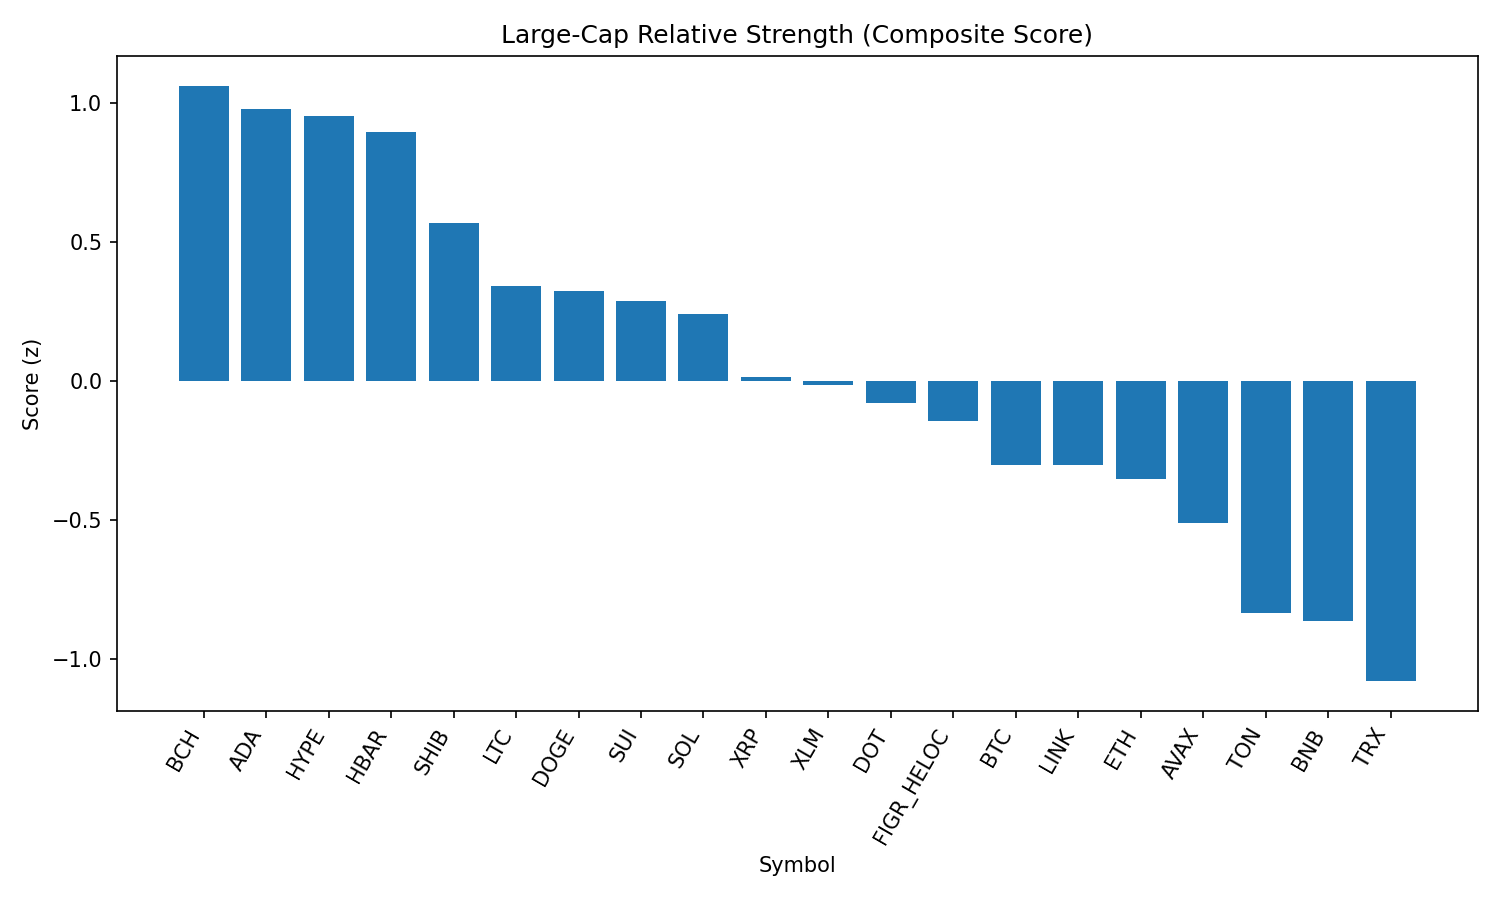 Large-Cap Relative Strength (Composite Score)
Score (z)
1.0
0.5
0.0
−0.5
−1.0
BCH
ADA
HYPE
HBAR
SHIB
LTC
DOGE
SUI
SOL
XRP
XLM
DOT
FIGR_HELOC
BTC
LINK
ETH
AVAX
TON
BNB
TRX
Symbol